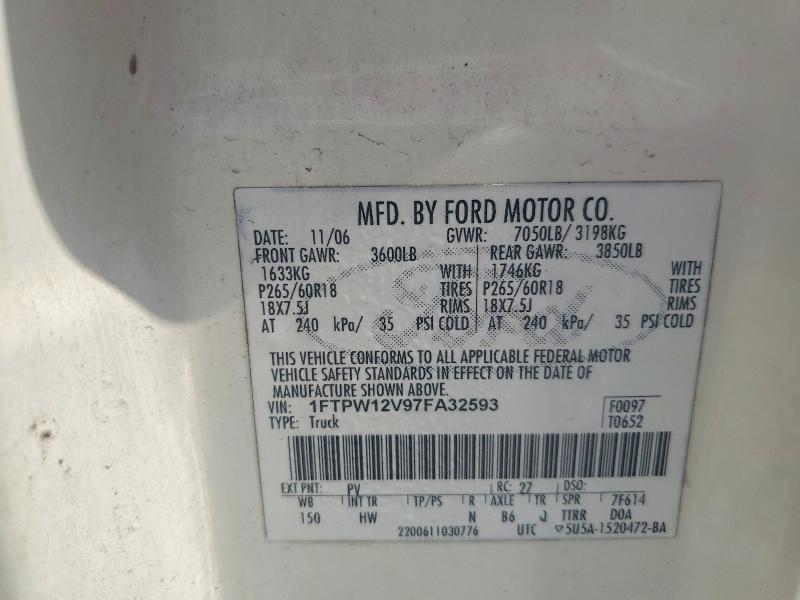 MFD. BY FORD MOTOR CO.
DATE: 11/06 GVWR: 7050LB/ 3198KG
FRONT GAWR: 3600LB REAR GAWR: 3850LB
1633KG WITH 1746KG WITH
P265/60R18 TIRES P265/60R18 TIRES
18X7.5J RIMS 18X7.5J RIMS
AT 240 kPa/ 35 PSI COLD AT 240 kPa/ 35 PSI COLD
THIS VEHICLE CONFORMS TO ALL APPLICABLE FEDERAL MOTOR
VEHICLE SAFETY STANDARDS IN EFFECT ON THE DATE OF
MANUFACTURE SHOWN ABOVE.
VIN: 1FTPW12V97FA32593 F0097
TYPE: Truck T0652
EXT PNT: PV RC: 27 DSO:
WB INT TR TP/PS R AXLE TR SPR 7F614
150 HW N B6 Q TTRR DOA
2200611030776 UTC 5U5A-1520472-BA
Ford